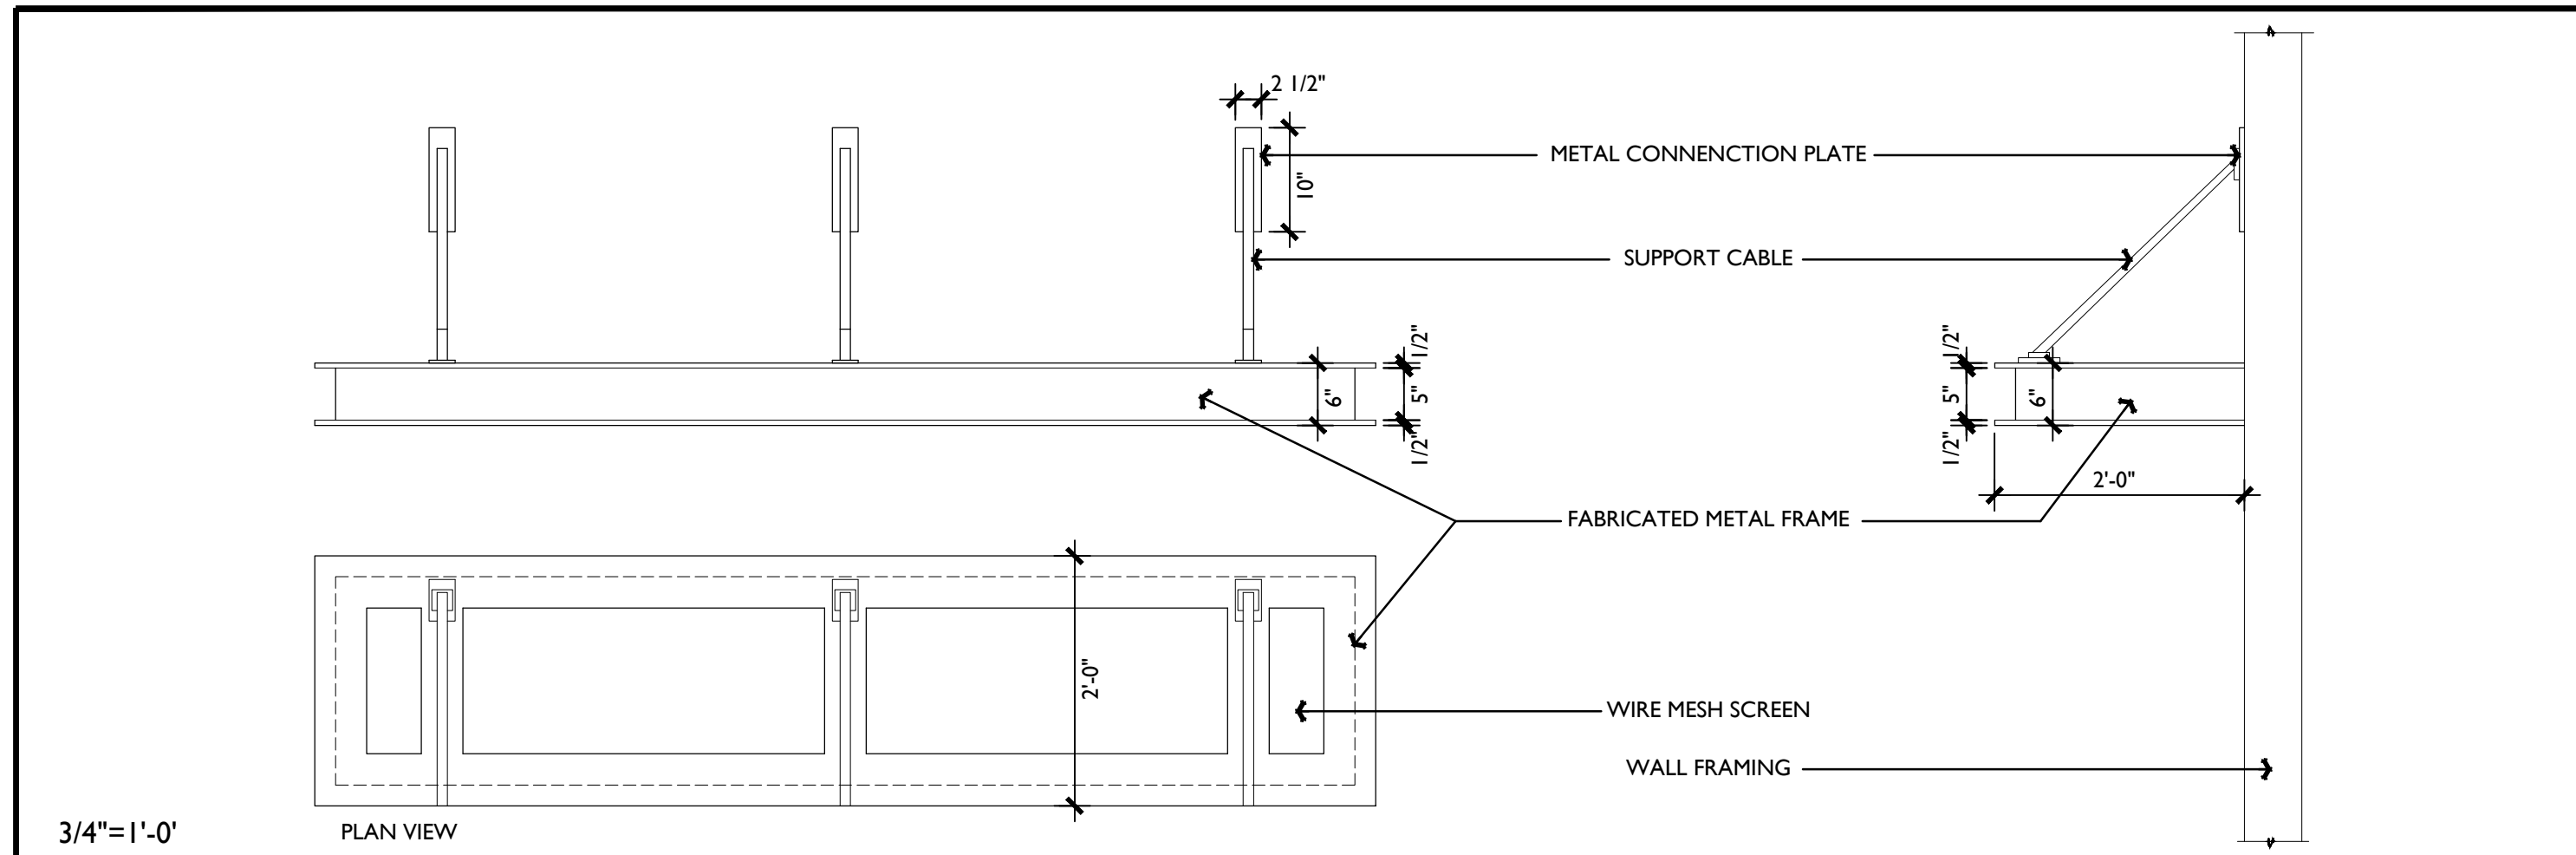 2 1/2"
METAL CONNENCTION PLATE
10"
SUPPORT CABLE
1/2"
5"
6"
1/2"
1/2"
5"
6"
1/2"
2'-0"
FABRICATED METAL FRAME
2'-0"
WIRE MESH SCREEN
WALL FRAMING
3/4"=1'-0'
PLAN VIEW